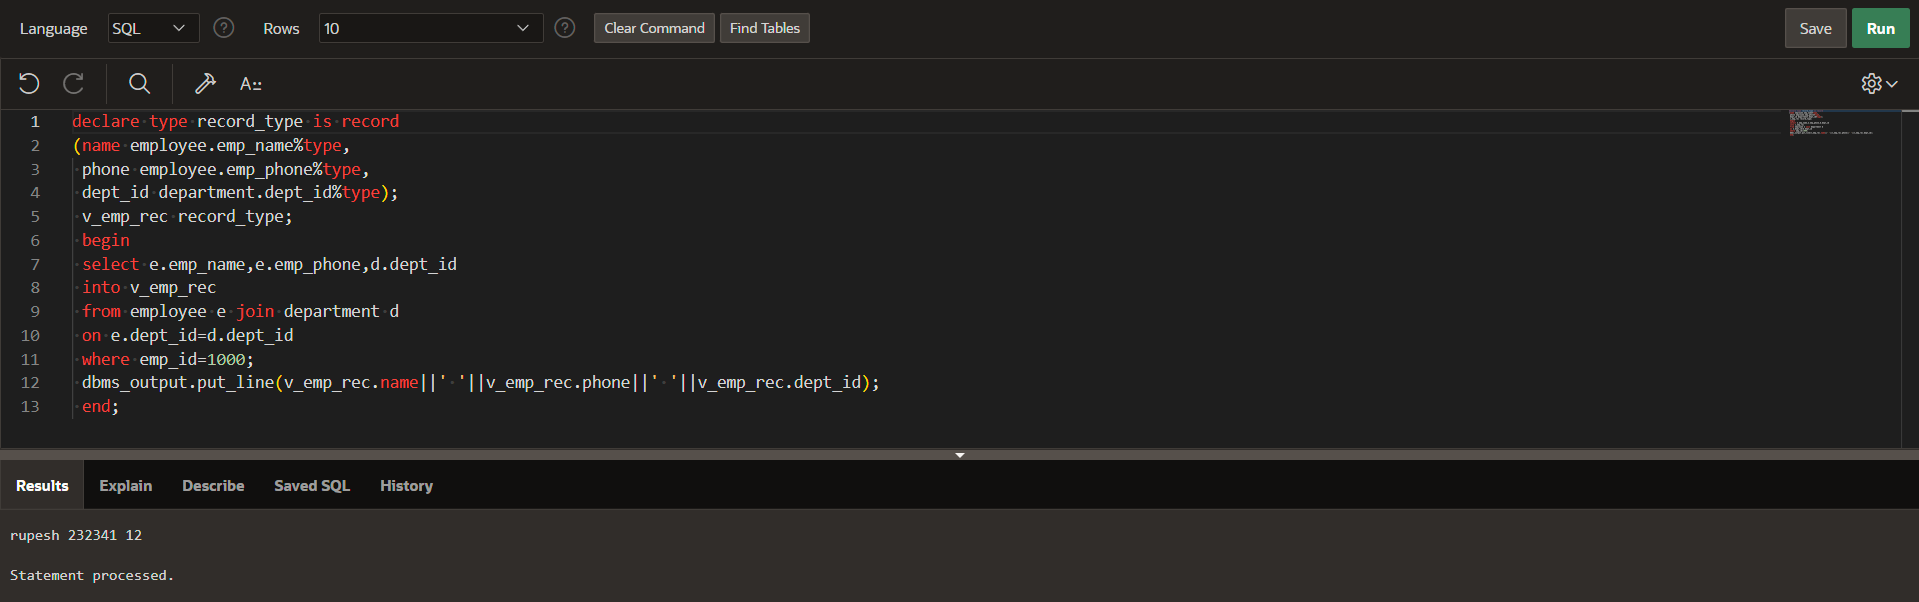 Language SQL ? Rows 10 ? Clear Command Find Tables Save Run
A::
1 declare type record_type is record
2 (name employee.emp_name%type,
3 phone employee.emp_phone%type,
4 dept_id department.dept_id%type);
5 v_emp_rec record_type;
6 begin
7 select e.emp_name,e.emp_phone,d.dept_id
8 into v_emp_rec
9 from employee e join department d
10 on e.dept_id=d.dept_id
11 where emp_id=1000;
12 dbms_output.put_line(v_emp_rec.name||' '||v_emp_rec.phone||' '||v_emp_rec.dept_id);
13 end;
Results Explain Describe Saved SQL History
rupesh 232341 12
Statement processed.